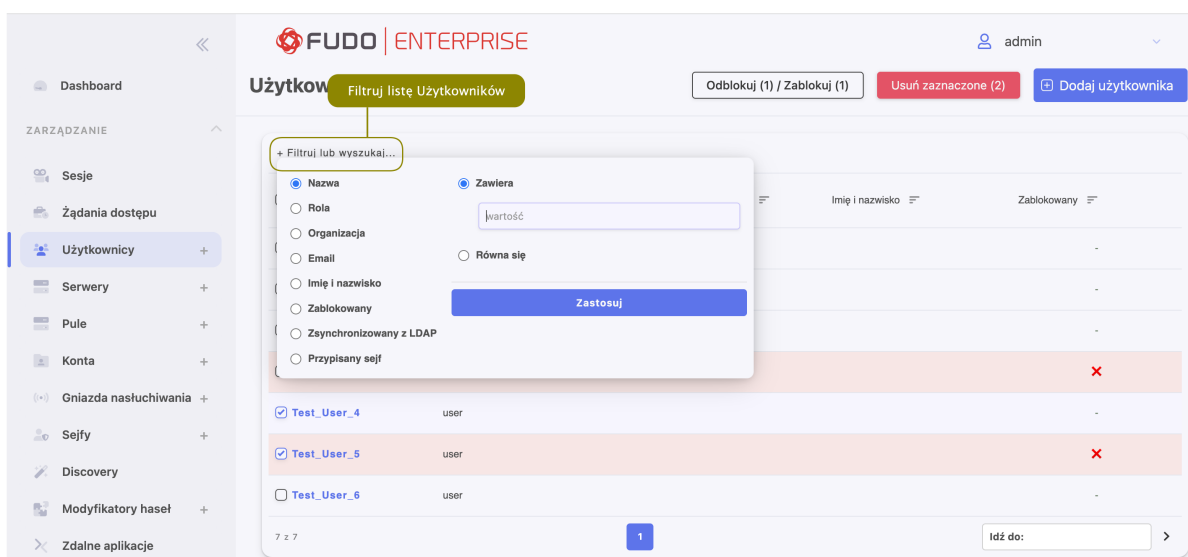 FUDO ENTERPRISE
admin
Dashboard
Użytkow
Filtruj listę Użytkowników
Odblokuj (1) / Zablokuj (1)
Usuń zaznaczone (2)
Dodaj użytkownika
ZARZĄDZANIE
+ Filtruj lub wyszukaj...
Sesje
Żądania dostępu
Użytkownicy +
Serwery +
Pule +
Konta +
Gniazda nasłuchiwania +
Sejfy +
Discovery
Modyfikatory haseł +
Zdalne aplikacje
Nazwa
Rola
Organizacja
Email
Imię i nazwisko
Zablokowany
Zsynchronizowany z LDAP
Przypisany sejf
Zawiera
wartość
Równa się
Zastosuj
Imię i nazwisko
Zablokowany
-
-
-
Test_User_4 user -
Test_User_5 user
Test_User_6 user -
7 z 7
1
Idź do: